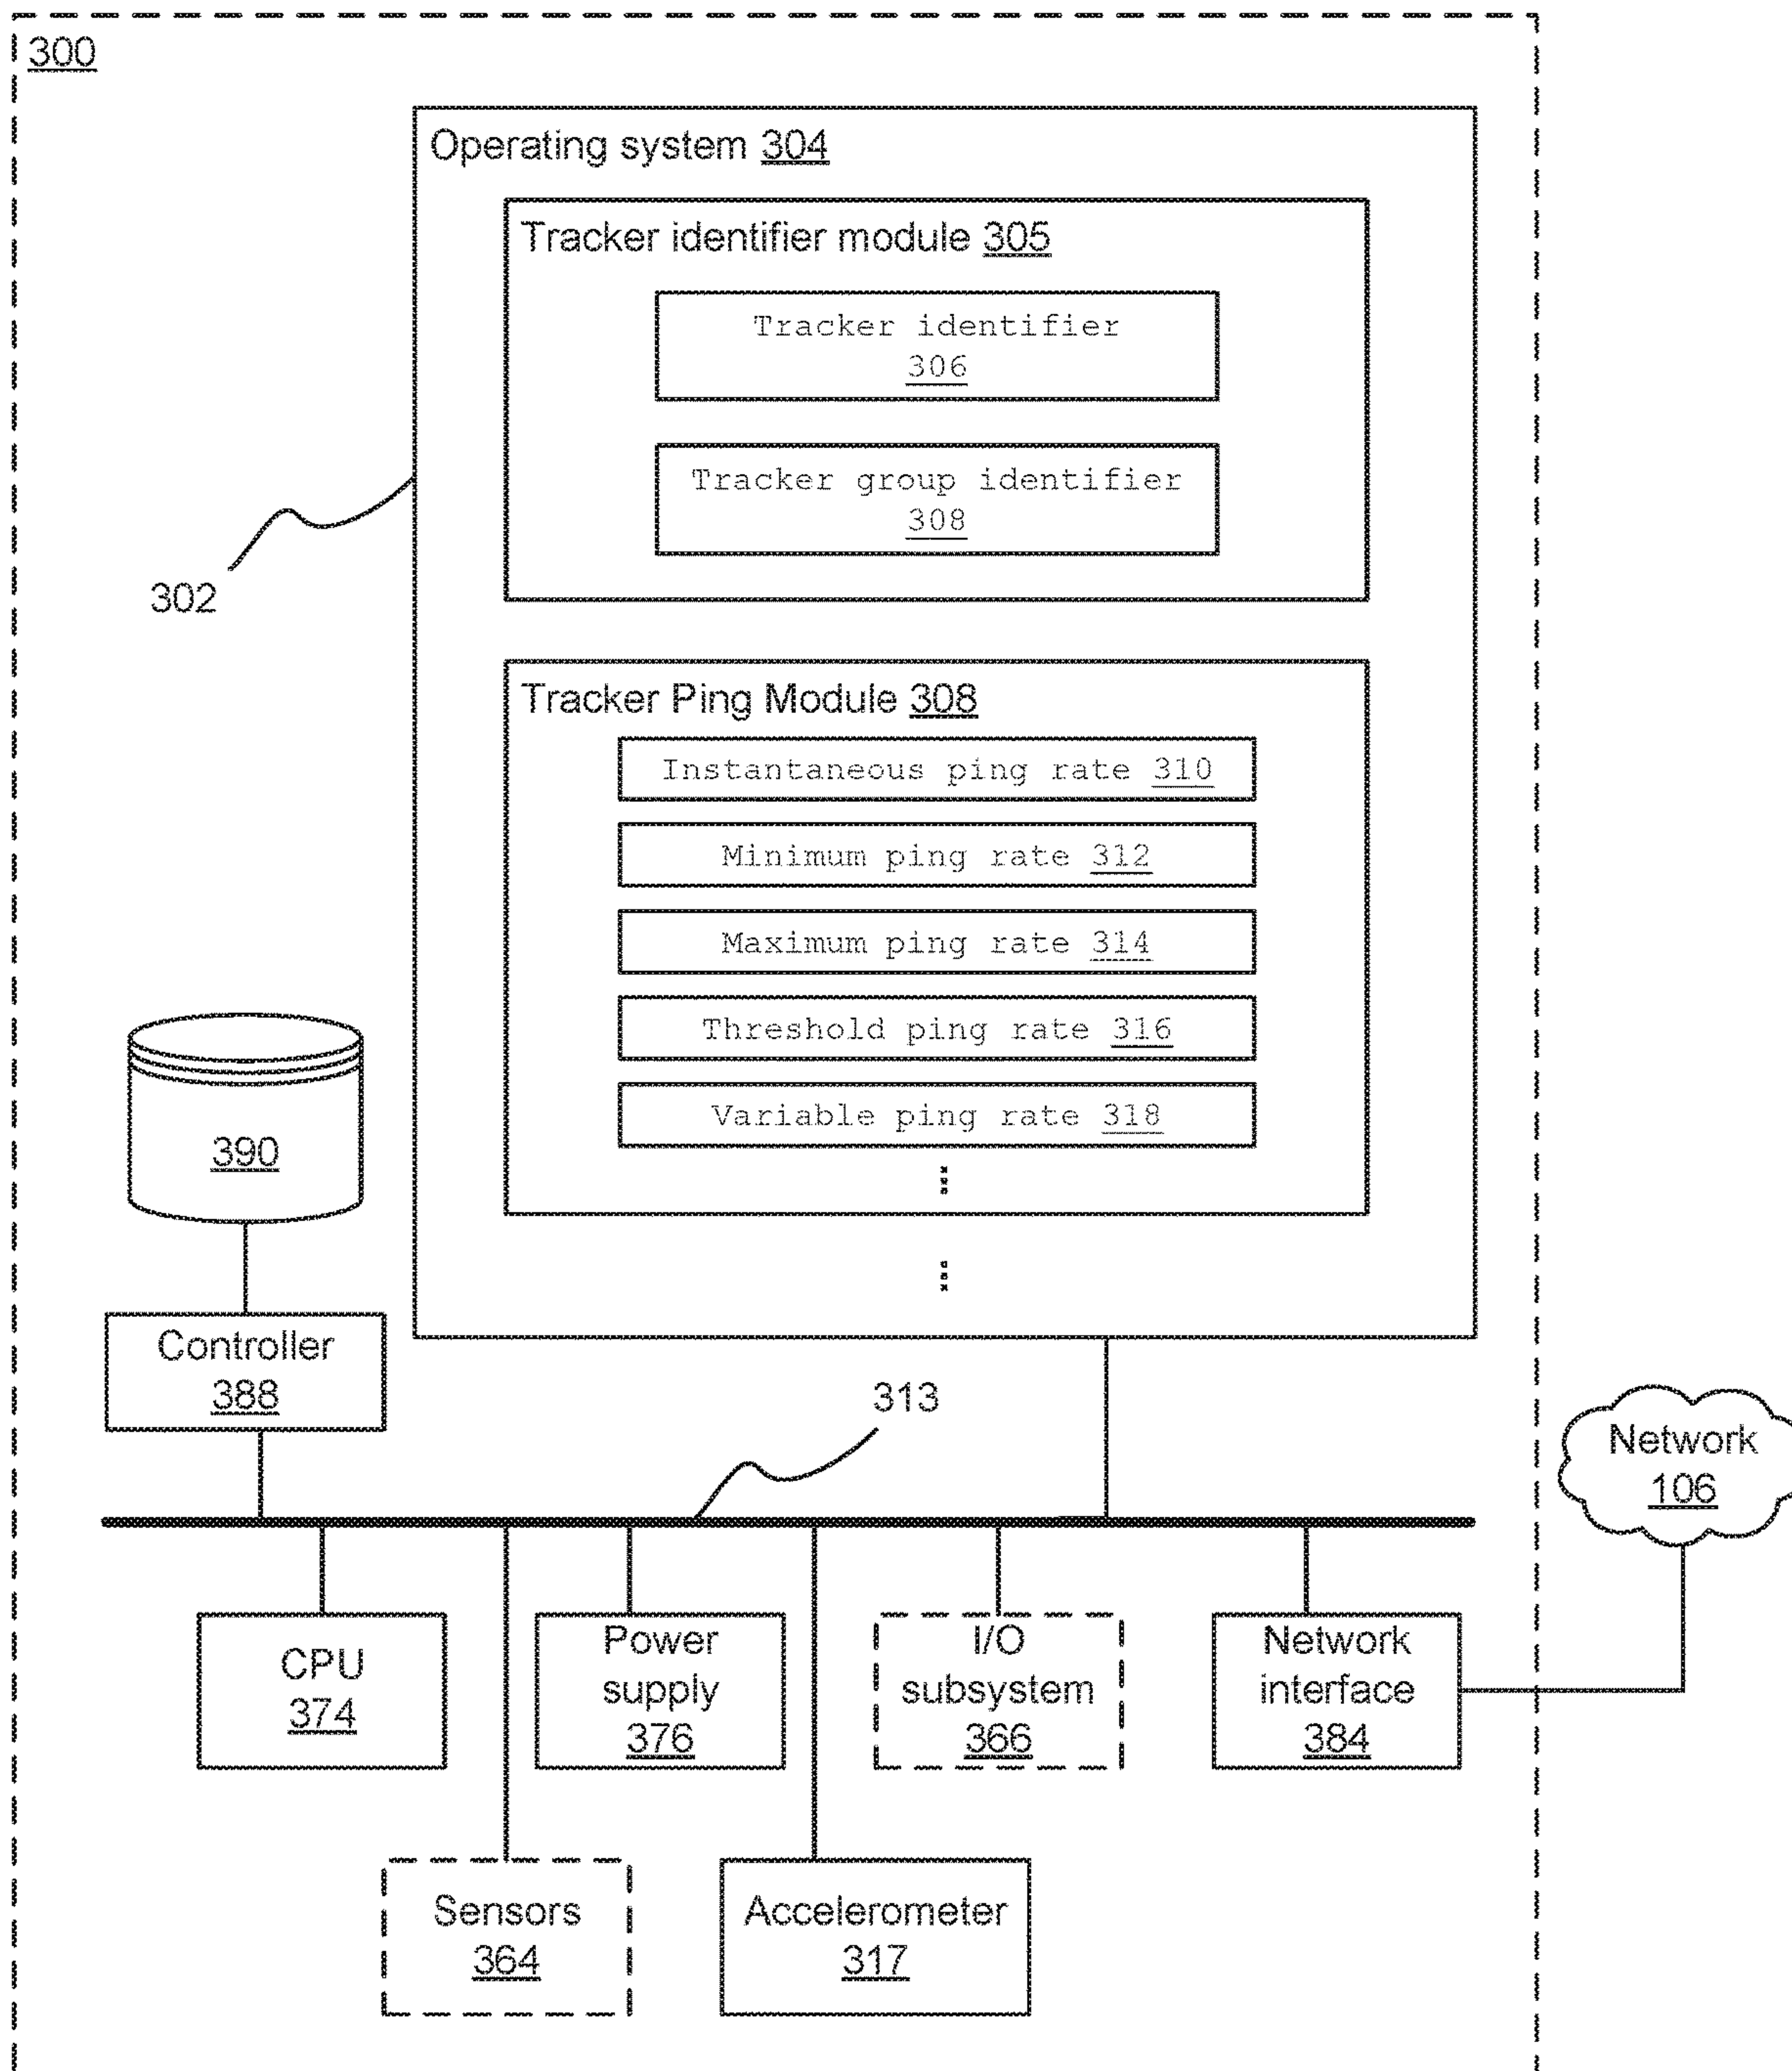 300
Operating system 304
Tracker identifier module 305
Tracker identifier
306
Tracker group identifier
308
302
Tracker Ping Module 308
Instantaneous ping rate 310
Minimum ping rate 312
Maximum ping rate 314
Threshold ping rate 316
Variable ping rate 318
390
Controller
388
313
Network
106
CPU
374
Power
supply
376
I/O
subsystem
366
Network
interface
384
Sensors
364
Accelerometer
317